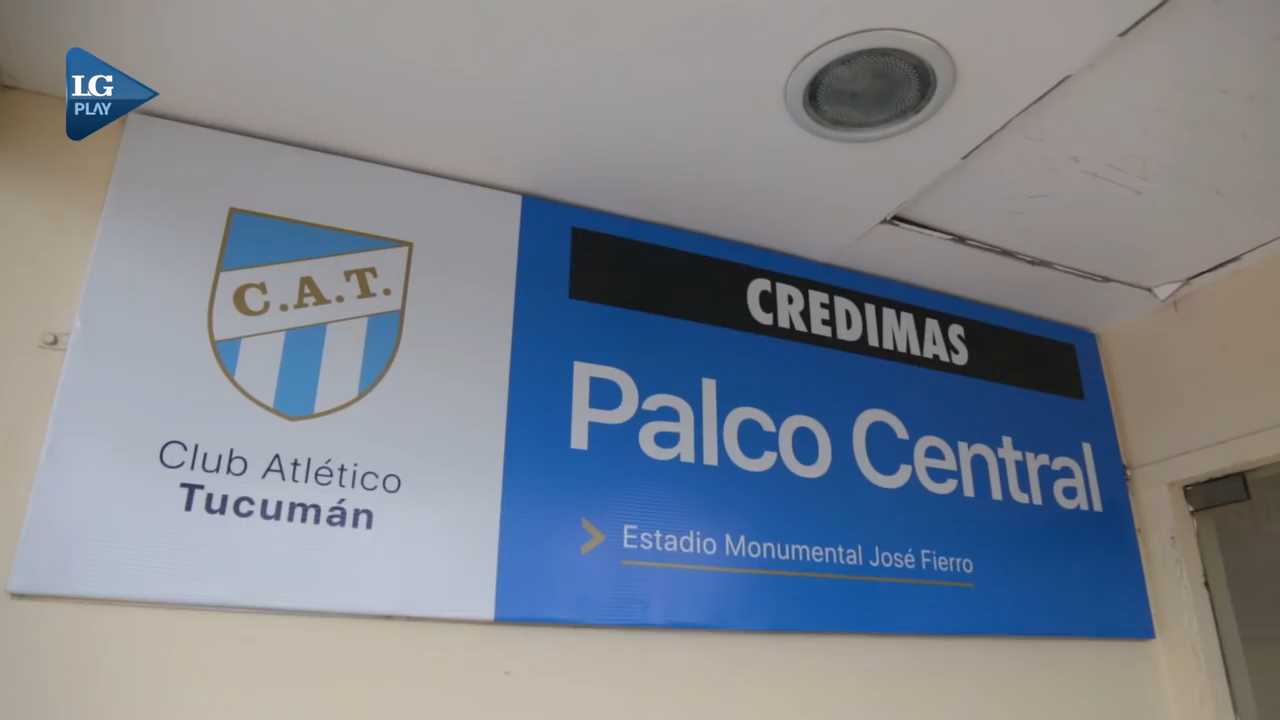 LG
PLAY
C.A.T.
Club Atlético
Tucumán
CREDIMAS
Palco Central
Estadio Monumental José Fierro